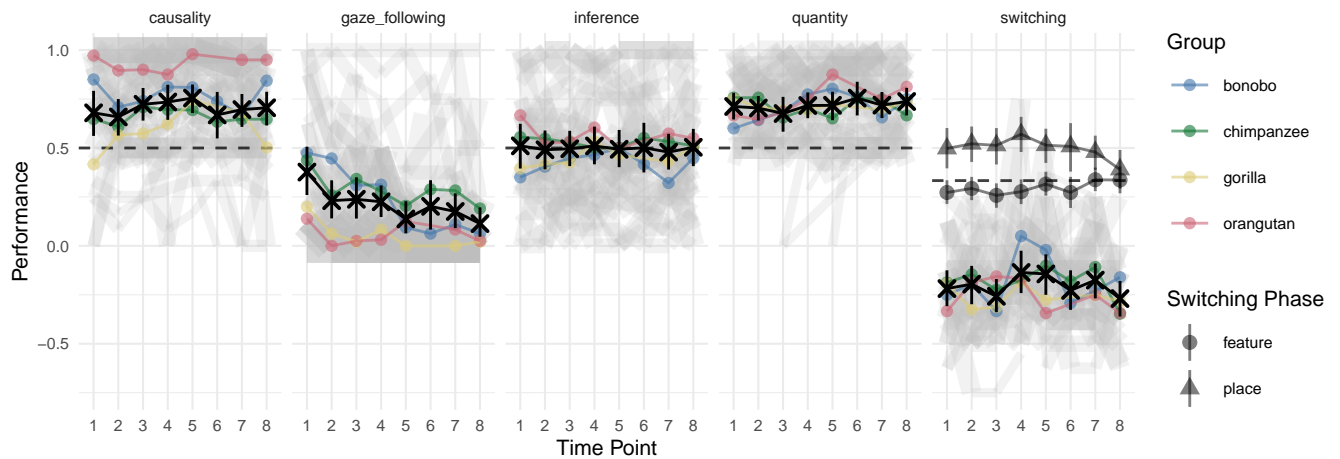 causality
gaze_following
inference
quantity
switching
Performance
1.0
0.5
0.0
−0.5
1 2 3 4 5 6 7 8
1 2 3 4 5 6 7 8
1 2 3 4 5 6 7 8
1 2 3 4 5 6 7 8
1 2 3 4 5 6 7 8
Time Point
Group
bonobo
chimpanzee
gorilla
orangutan
Switching Phase
feature
place